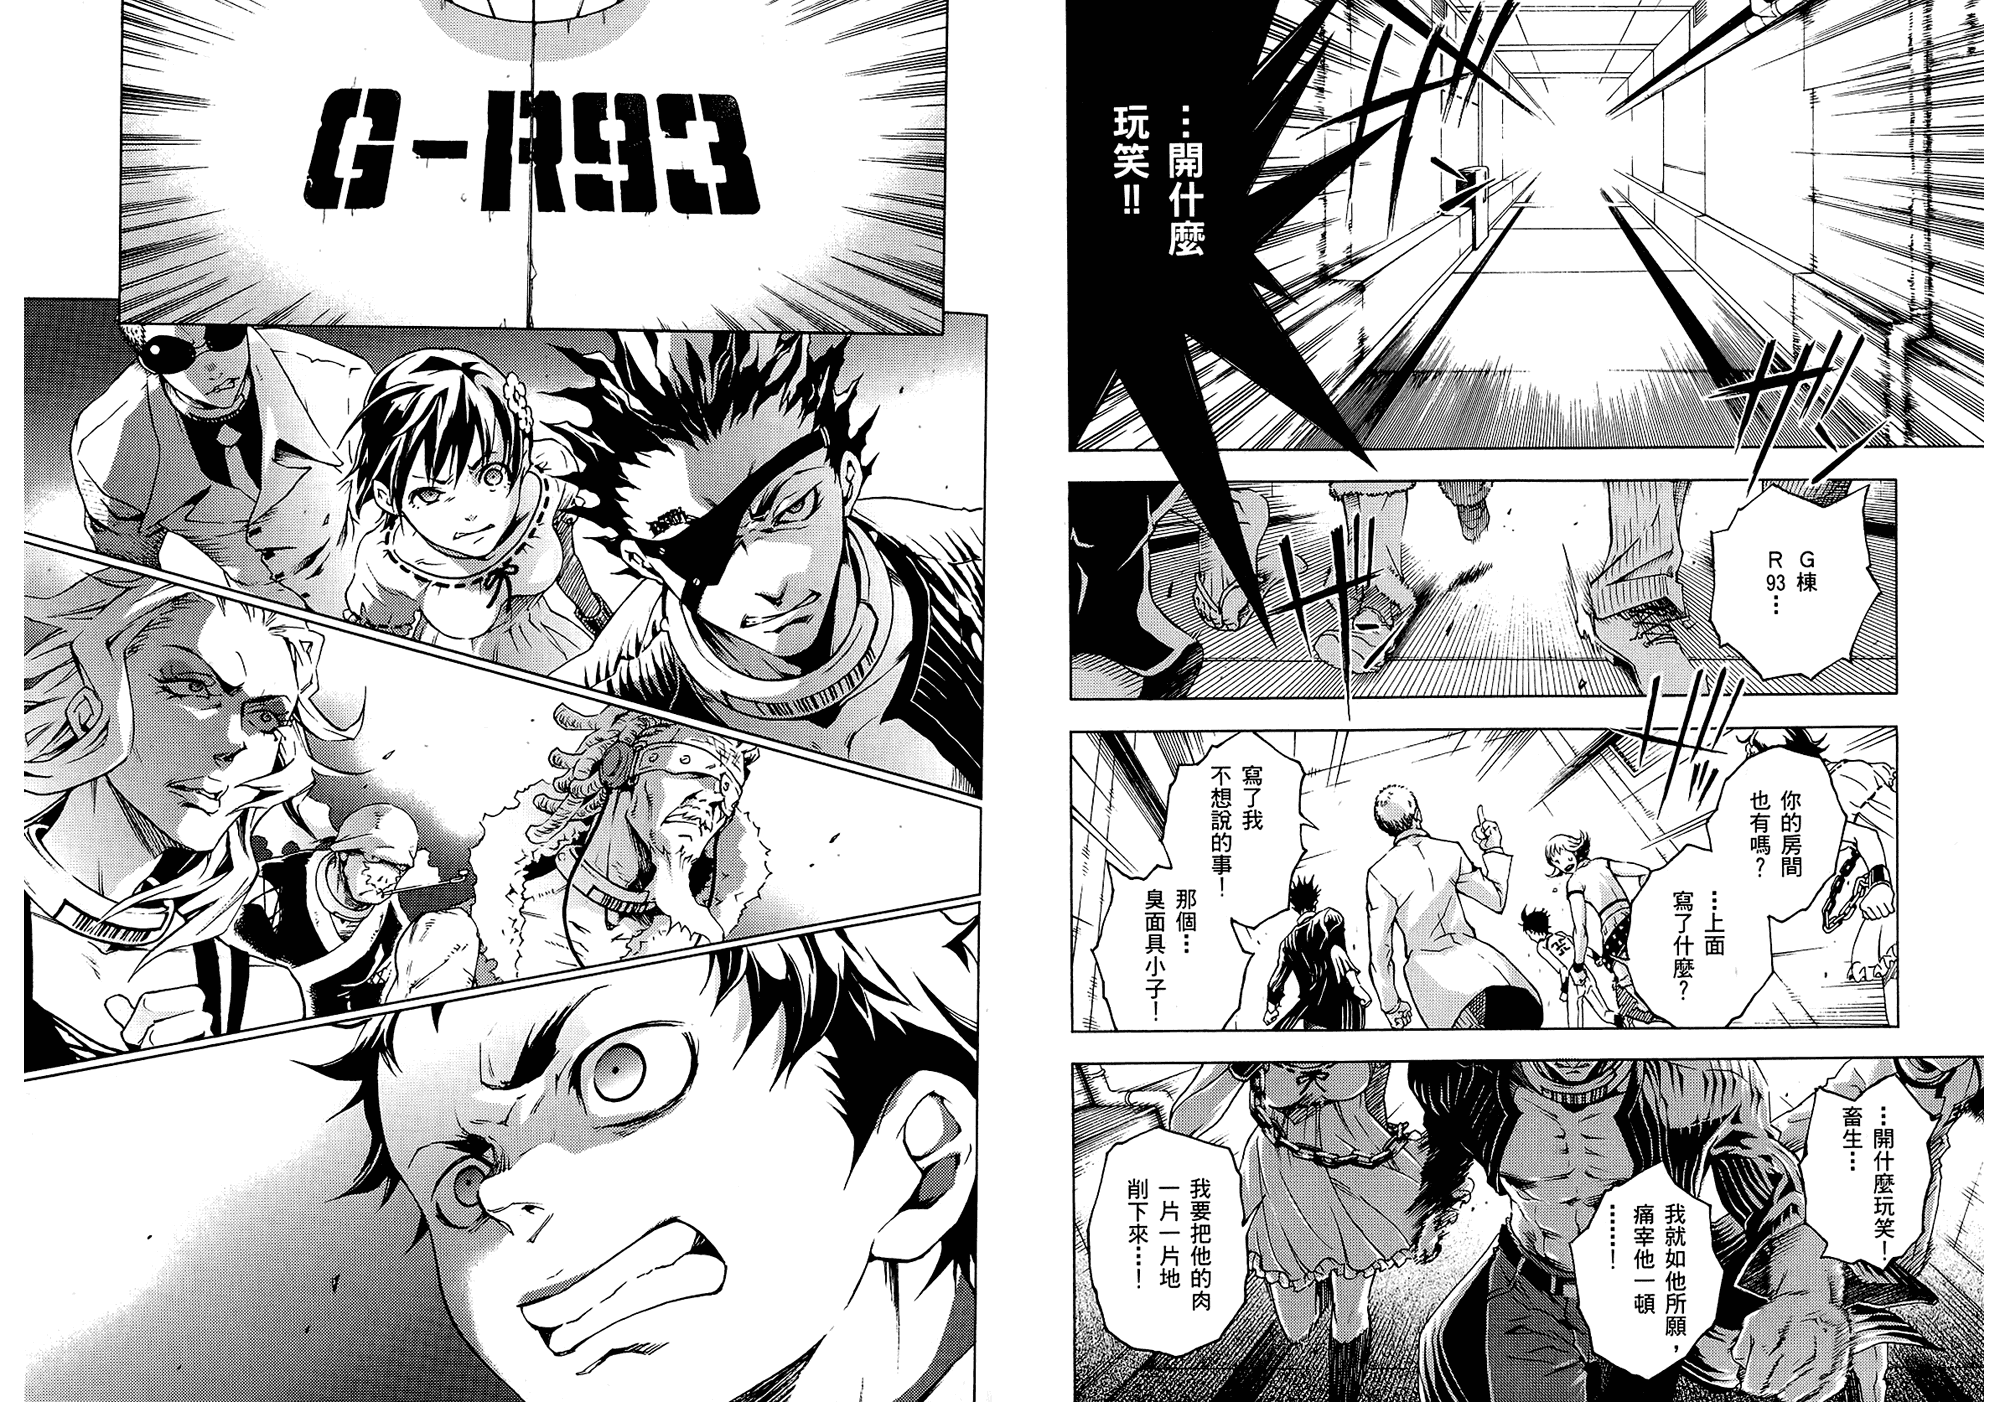 …開什麼
玩笑!!
G棟
R93…
你的房間
也有嗎？
…上面
寫了什麼？
寫了我
不想說的事！
那個…
臭面具小子！
…開什麼玩笑！
畜生…
我就如他所願，
痛宰他一頓
……！
我要把他的肉
一片一片地
削下來…！
G-R93